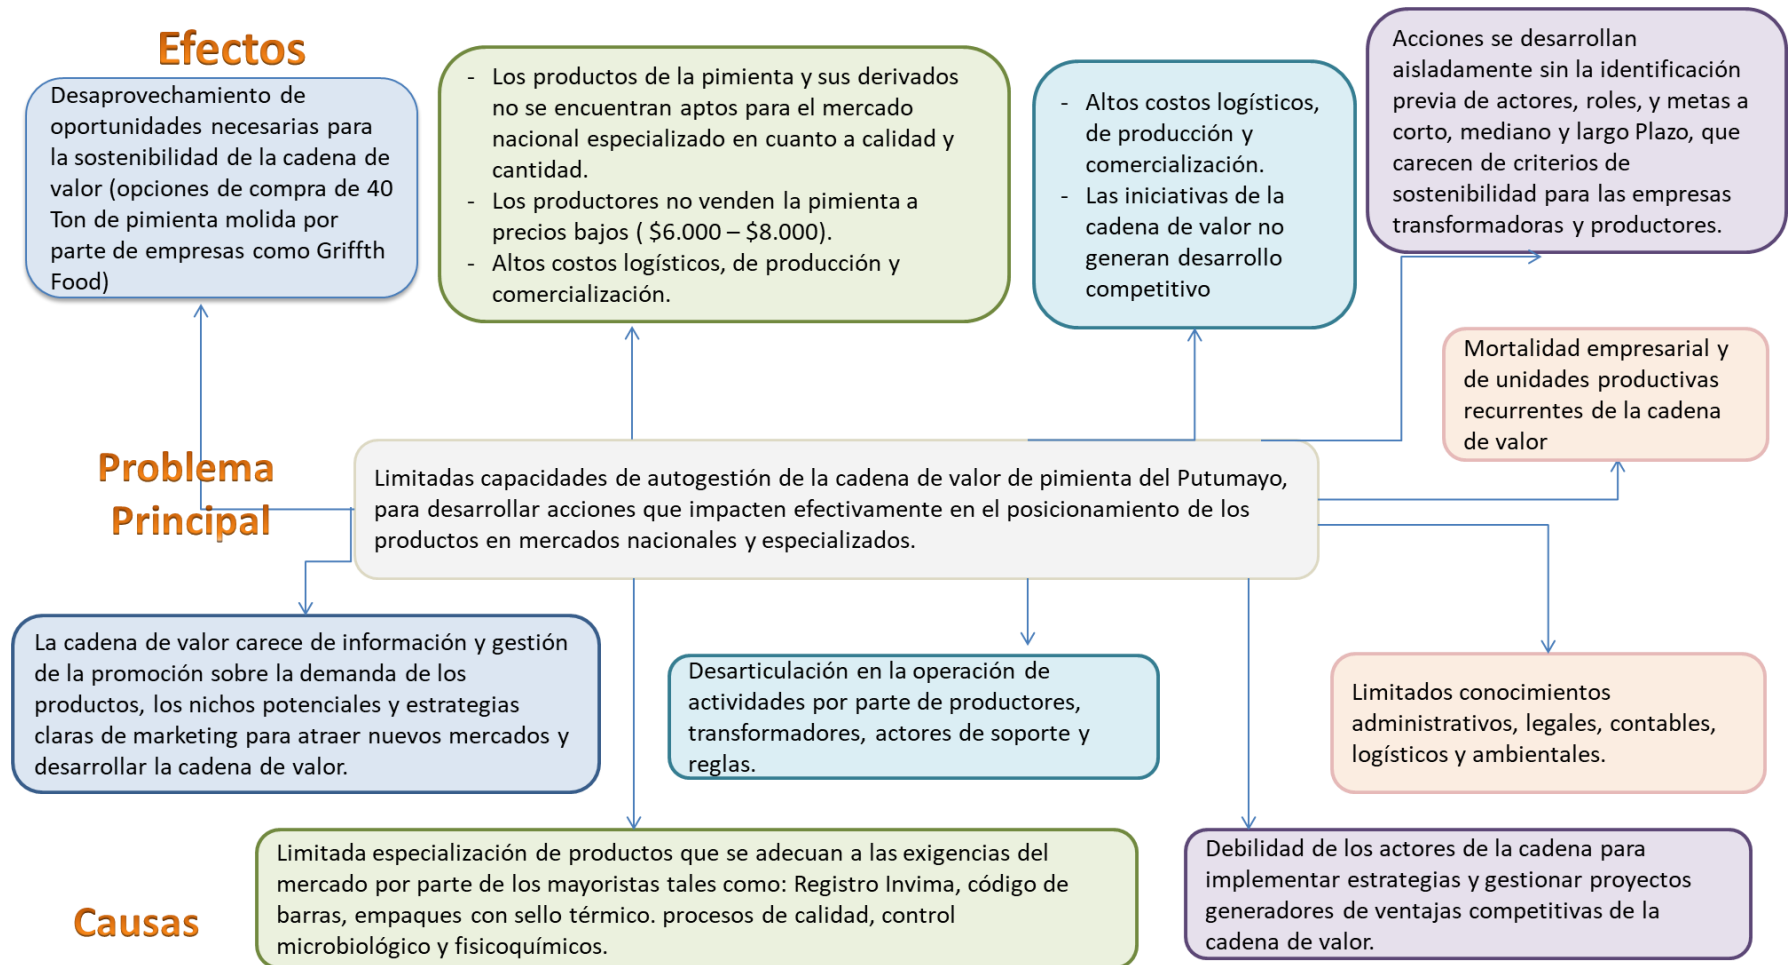 Efectos
Desaprovechamiento de
oportunidades necesarias para
la sostenibilidad de la cadena de
valor (opciones de compra de 40
Ton de pimienta molida por
parte de empresas como Griffth
Food)
- Los productos de la pimienta y sus derivados
no se encuentran aptos para el mercado
nacional especializado en cuanto a calidad y
cantidad.
- Los productores no venden la pimienta a
precios bajos ( $6.000 – $8.000).
- Altos costos logísticos, de producción y
comercialización.
- Altos costos logísticos,
de producción y
comercialización.
- Las iniciativas de la
cadena de valor no
generan desarrollo
competitivo
Acciones se desarrollan
aisladamente sin la identificación
previa de actores, roles, y metas a
corto, mediano y largo Plazo, que
carecen de criterios de
sostenibilidad para las empresas
transformadoras y productores.
Mortalidad empresarial y
de unidades productivas
recurrentes de la cadena
de valor
Problema
Principal
Limitadas capacidades de autogestión de la cadena de valor de pimienta del Putumayo,
para desarrollar acciones que impacten efectivamente en el posicionamiento de los
productos en mercados nacionales y especializados.
La cadena de valor carece de información y gestión
de la promoción sobre la demanda de los
productos, los nichos potenciales y estrategias
claras de marketing para atraer nuevos mercados y
desarrollar la cadena de valor.
Desarticulación en la operación de
actividades por parte de productores,
transformadores, actores de soporte y
reglas.
Limitados conocimientos
administrativos, legales, contables,
logísticos y ambientales.
Causas
Limitada especialización de productos que se adecuan a las exigencias del
mercado por parte de los mayoristas tales como: Registro Invima, código de
barras, empaques con sello térmico. procesos de calidad, control
microbiológico y fisicoquímicos.
Debilidad de los actores de la cadena para
implementar estrategias y gestionar proyectos
generadores de ventajas competitivas de la
cadena de valor.